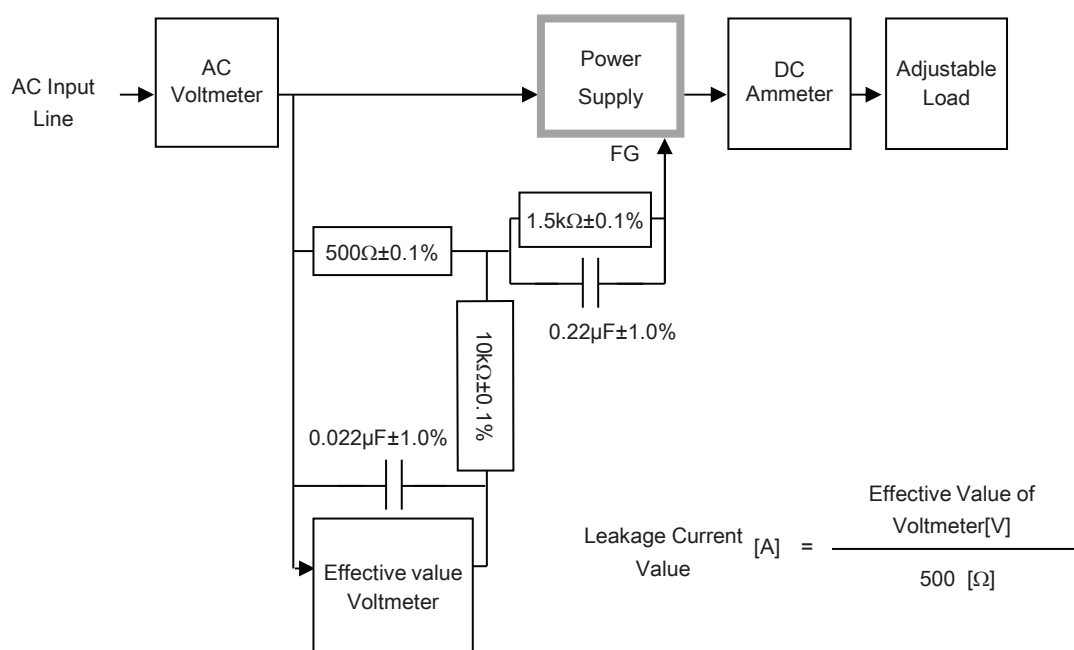 AC Input
Line
AC
Voltmeter
Power
Supply
DC
Ammeter
Adjustable
Load
FG
1.5kΩ±0.1%
500Ω±0.1%
0.22µF±1.0%
10kΩ±0.1%
0.022µF±1.0%
Effective value
Voltmeter
Leakage Current
Value
[A] =
Effective Value of
Voltmeter[V]
500 [Ω]